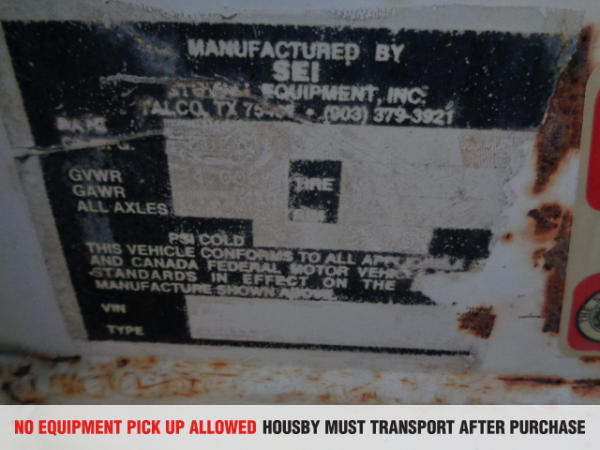 MANUFACTURED BY
SEI
EQUIPMENT, INC.
TALCO, TX • (903) 379-3921
DATE
GVWR
GAWR
TIRE
ALL AXLES
PSI COLD
THIS VEHICLE CONFORMS TO ALL
AND CANADA FEDERAL MOTOR
STANDARDS IN EFFECT ON THE
MANUFACTURE SHOWN ABOVE
VIN
TYPE
NO EQUIPMENT PICK UP ALLOWED HOUSBY MUST TRANSPORT AFTER PURCHASE